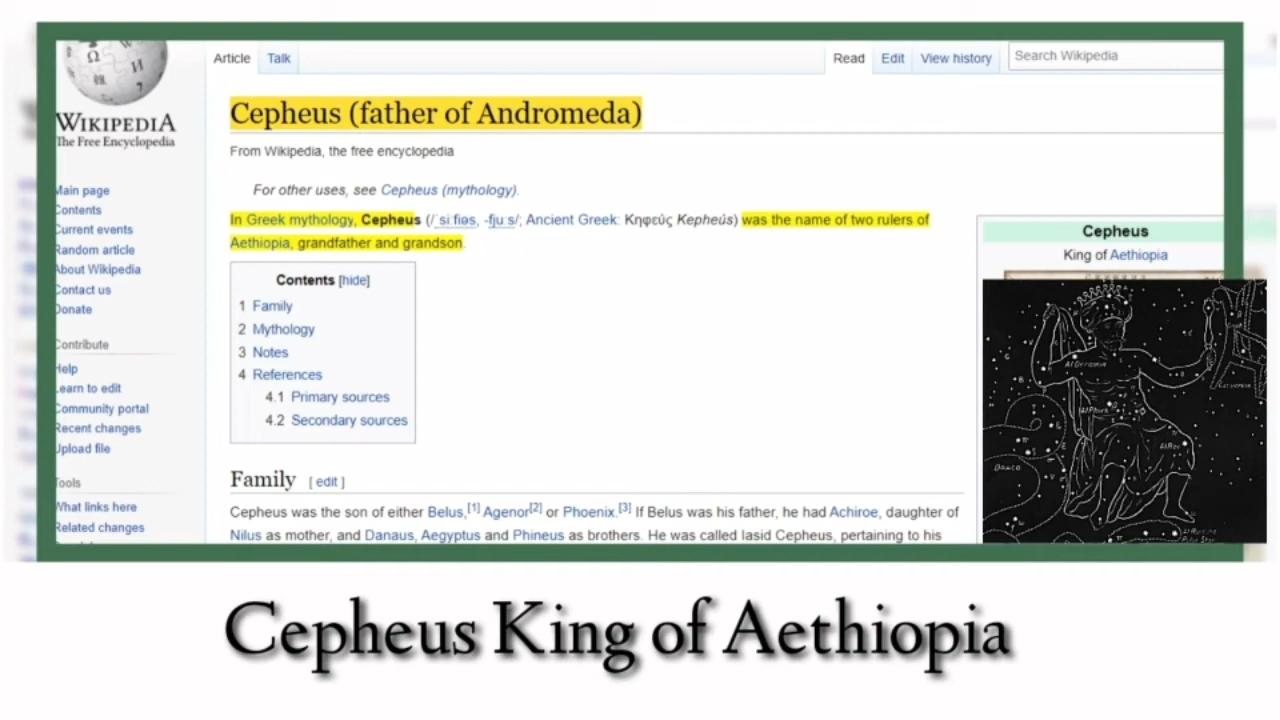 Article
Talk
Read
Edit
View history
Search Wikipedia
WIKIPEDIA
The Free Encyclopedia
Cepheus (father of Andromeda)
From Wikipedia, the free encyclopedia
Main page
For other uses, see Cepheus (mythology).
Contents
In Greek mythology, Cepheus (/ˈsiːfiəs, -fjuːs/; Ancient Greek: Κηφεύς Kepheús) was the name of two rulers of
Current events
Aethiopia, grandfather and grandson.
Random article
About Wikipedia
Contact us
Donate
Contribute
Help
Learn to edit
Community portal
Recent changes
Upload file
Tools
What links here
Related changes
Contents [hide]
1 Family
2 Mythology
3 Notes
4 References
4.1 Primary sources
4.2 Secondary sources
Cepheus
King of Aethiopia
Family [ edit ]
Cepheus was the son of either Belus,[1] Agenor[2] or Phoenix.[3] If Belus was his father, he had Achiroe, daughter of
Nilus as mother, and Danaus, Aegyptus and Phineus as brothers. He was called Iasid Cepheus, pertaining to his
Draco
Cepheus King of Aethiopia